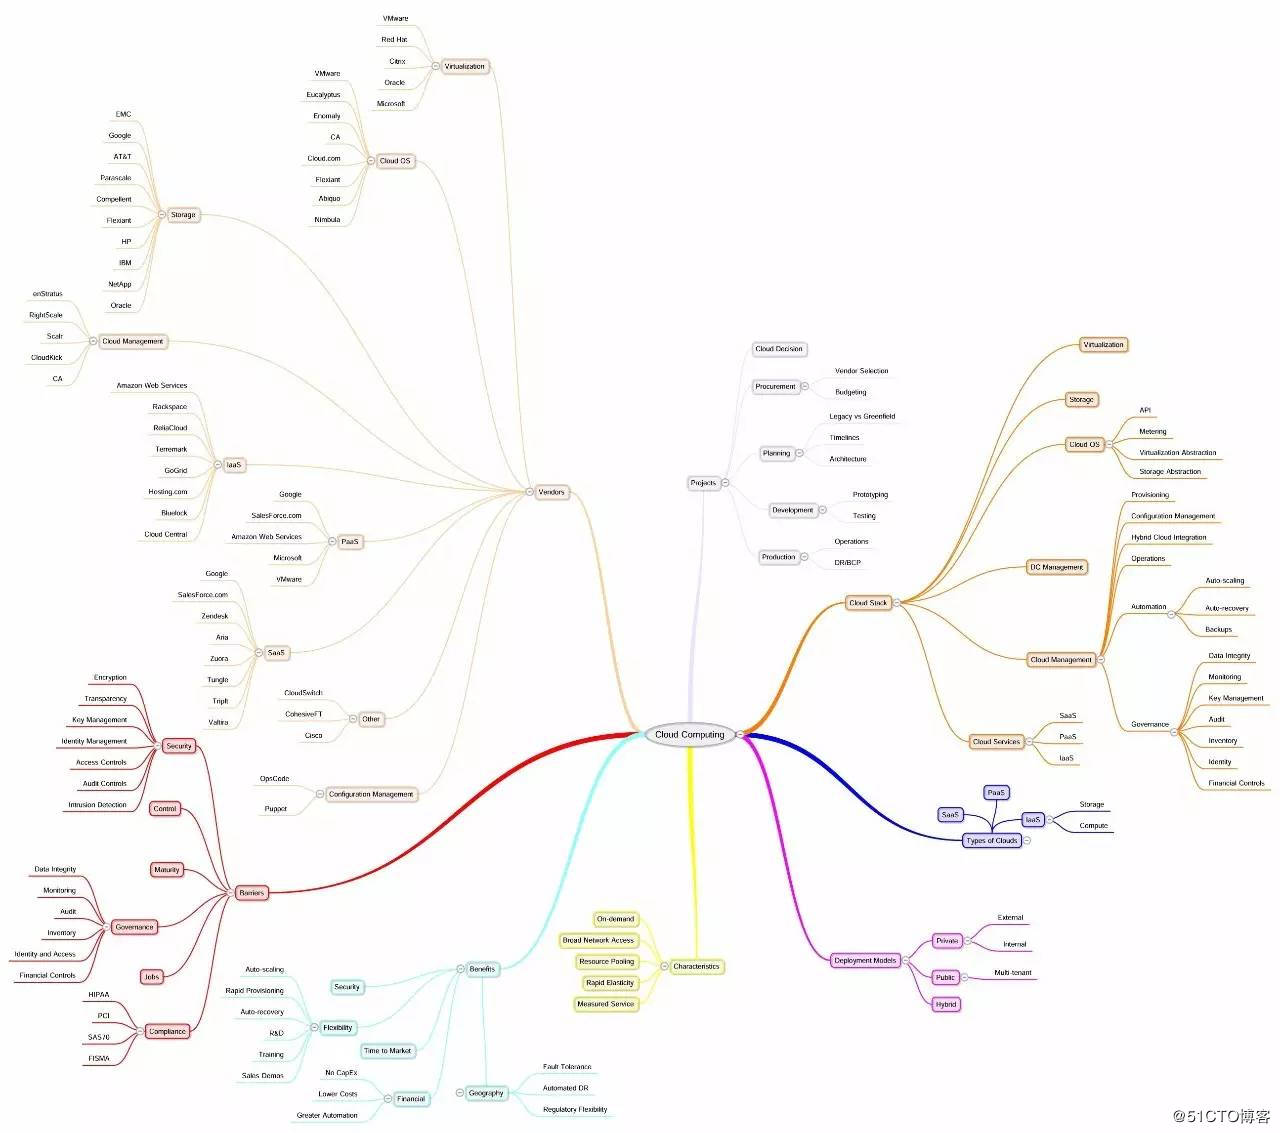 Cloud Computing
Vendors
Virtualization
VMware
Red Hat
Citrix
Oracle
Microsoft
Cloud OS
VMware
Eucalyptus
Enomaly
CA
Cloud.com
Flexiant
Abiquo
Nimbula
Storage
EMC
Google
AT&T
Parascale
Compellent
Flexiant
HP
IBM
NetApp
Oracle
Cloud Management
enStratus
RightScale
Scalr
CloudKick
CA
IaaS
Amazon Web Services
Rackspace
ReliaCloud
Terremark
GoGrid
Hosting.com
Bluelock
Cloud Central
PaaS
Google
SalesForce.com
Amazon Web Services
Microsoft
VMware
SaaS
Google
SalesForce.com
Zendesk
Aria
Zuora
Tungle
TripIt
Valtira
Other
CloudSwitch
CohesiveFT
Cisco
Configuration Management
OpsCode
Puppet
Barriers
Security
Encryption
Transparency
Key Management
Identity Management
Access Controls
Audit Controls
Intrusion Detection
Control
Maturity
Governance
Data Integrity
Monitoring
Audit
Inventory
Identity and Access
Financial Controls
Jobs
Compliance
HIPAA
PCI
SAS70
FISMA
Benefits
Security
Flexibility
Auto-scaling
Rapid Provisioning
Auto-recovery
R&D
Training
Sales Demos
Time to Market
Financial
No CapEx
Lower Costs
Greater Automation
Geography
Fault Tolerance
Automated DR
Regulatory Flexibility
Characteristics
On-demand
Broad Network Access
Resource Pooling
Rapid Elasticity
Measured Service
Projects
Cloud Decision
Procurement
Vendor Selection
Budgeting
Planning
Legacy vs Greenfield
Timelines
Architecture
Development
Prototyping
Testing
Production
Operations
DR/BCP
Cloud Stack
Virtualization
Storage
Cloud OS
API
Metering
Virtualization Abstraction
Storage Abstraction
DC Management
Cloud Management
Provisioning
Configuration Management
Hybrid Cloud Integration
Operations
Automation
Auto-scaling
Auto-recovery
Backups
Governance
Data Integrity
Monitoring
Key Management
Audit
Inventory
Identity
Financial Controls
Cloud Services
SaaS
PaaS
IaaS
Types of Clouds
SaaS
PaaS
IaaS
Storage
Compute
Deployment Models
Private
External
Internal
Public
Multi-tenant
Hybrid
@51CTO博客